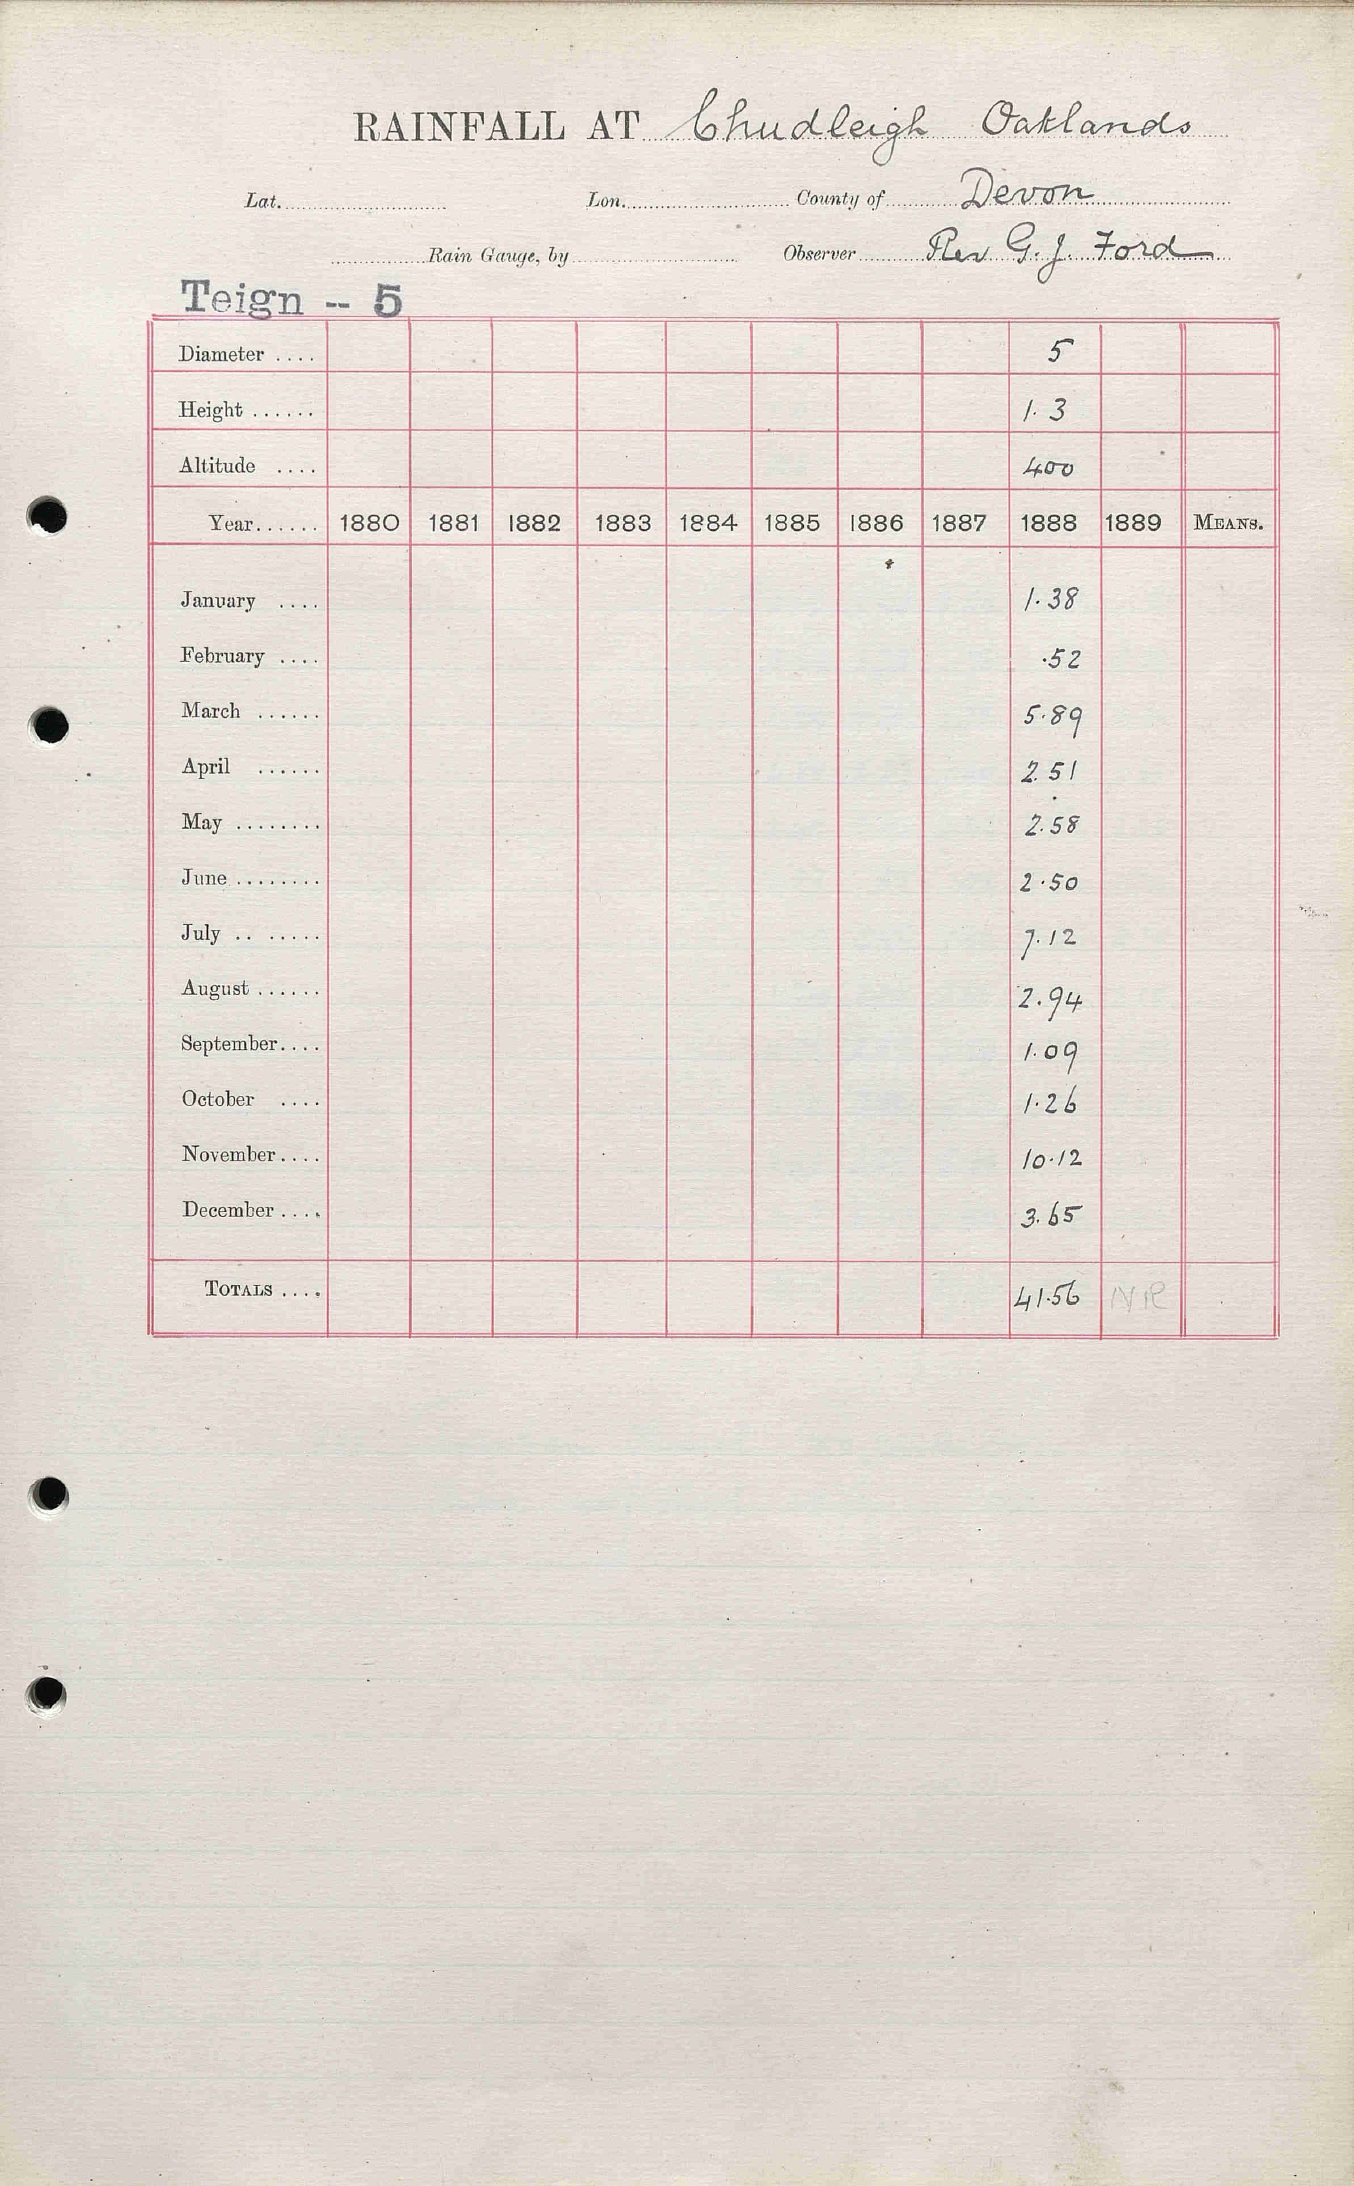 RAINFALL AT Chudleigh Oaklands
Lat. Lon. County of Devon
Rain Gauge, by Observer Rev G. J. Ford
Teign -- 5
Diameter .... 5
Height ...... 1.3
Altitude .... 400
Year...... 1880 1881 1882 1883 1884 1885 1886 1887 1888 1889 MEANS.
January .... 1.38
February .... .52
March ...... 5.89
April ...... 2.51
May ........ 2.58
June ........ 2.50
July .. ..... 7.12
August ...... 2.94
September.... 1.09
October .... 1.26
November.... 10.12
December .... 3.65
TOTALS .... 41.56 NR